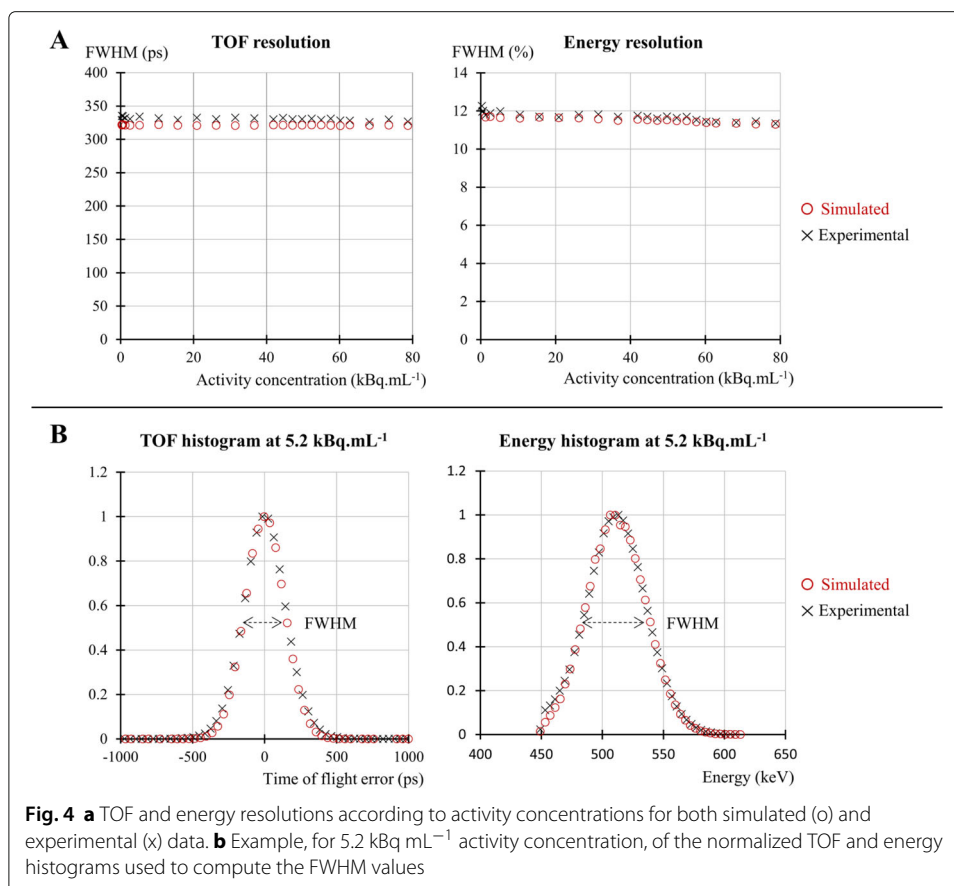 A
TOF resolution
Energy resolution
FWHM (ps)
FWHM (%)
400
350
300
250
200
150
100
50
0
0 20 40 60 80
Activity concentration (kBq.mL⁻¹)
14
12
10
8
6
4
2
0
0 20 40 60 80
Activity concentration (kBq.mL⁻¹)
Simulated
Experimental
B
TOF histogram at 5.2 kBq.mL⁻¹
Energy histogram at 5.2 kBq.mL⁻¹
1.2
1
0.8
0.6
0.4
0.2
0
FWHM
-1000 -500 0 500 1000
Time of flight error (ps)
1.2
1
0.8
0.6
0.4
0.2
0
FWHM
400 450 500 550 600 650
Energy (keV)
Simulated
Experimental
Fig. 4 a TOF and energy resolutions according to activity concentrations for both simulated (o) and
experimental (x) data. b Example, for 5.2 kBq mL⁻¹ activity concentration, of the normalized TOF and energy
histograms used to compute the FWHM values